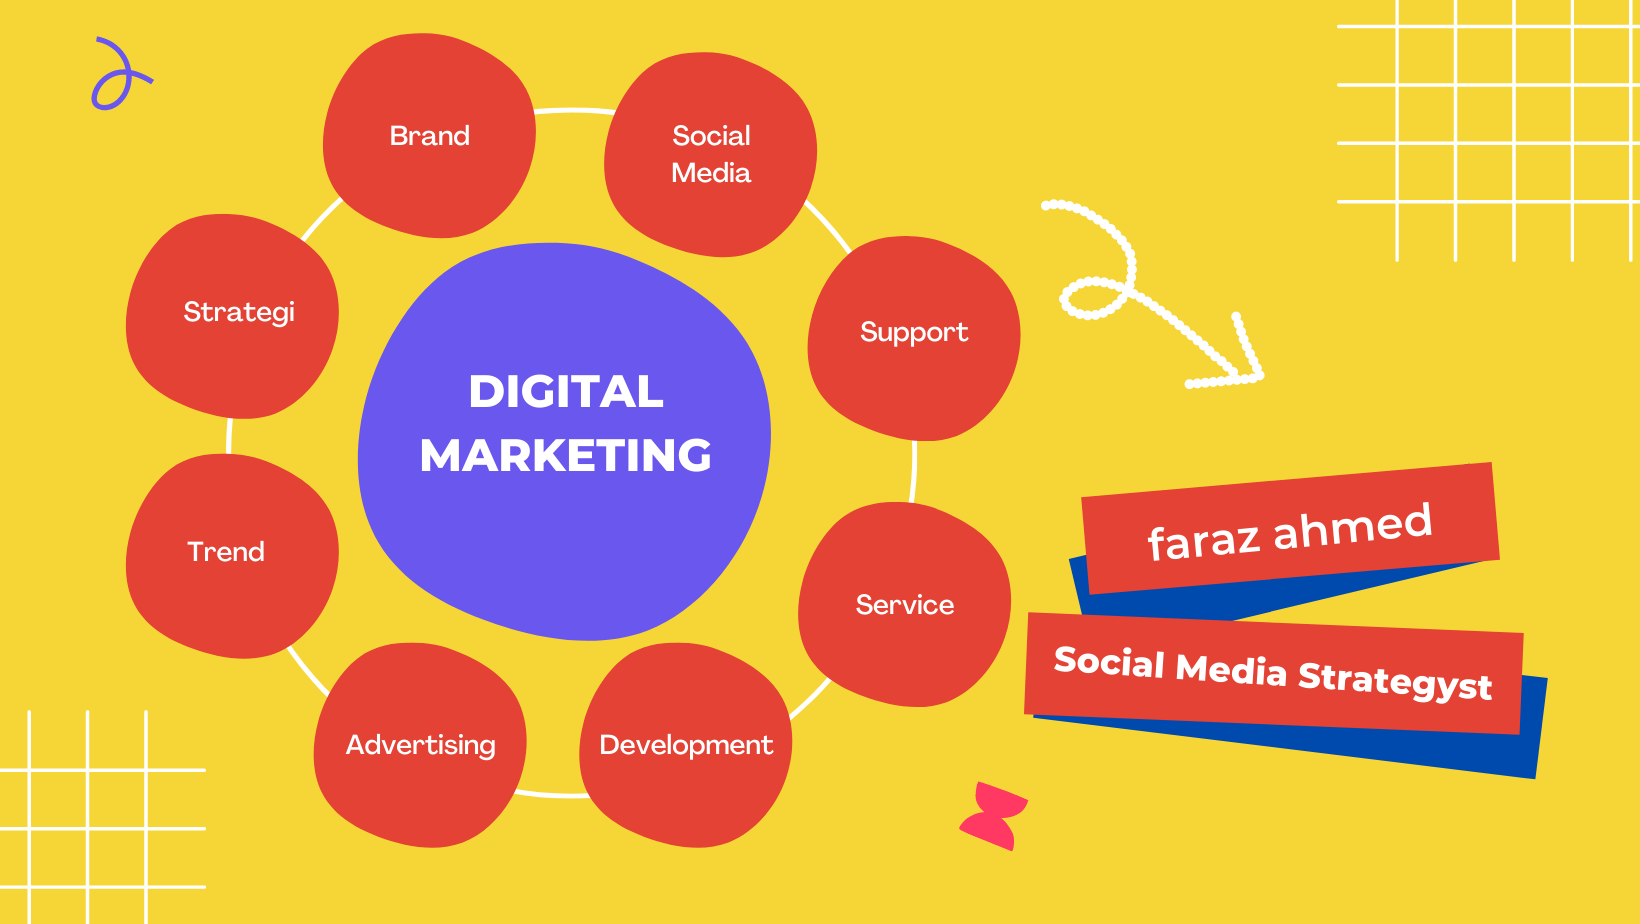 Brand
Social
Media
Strategi
Support
DIGITAL
MARKETING
Trend
Service
Advertising
Development
faraz ahmed
Social Media Strategyst